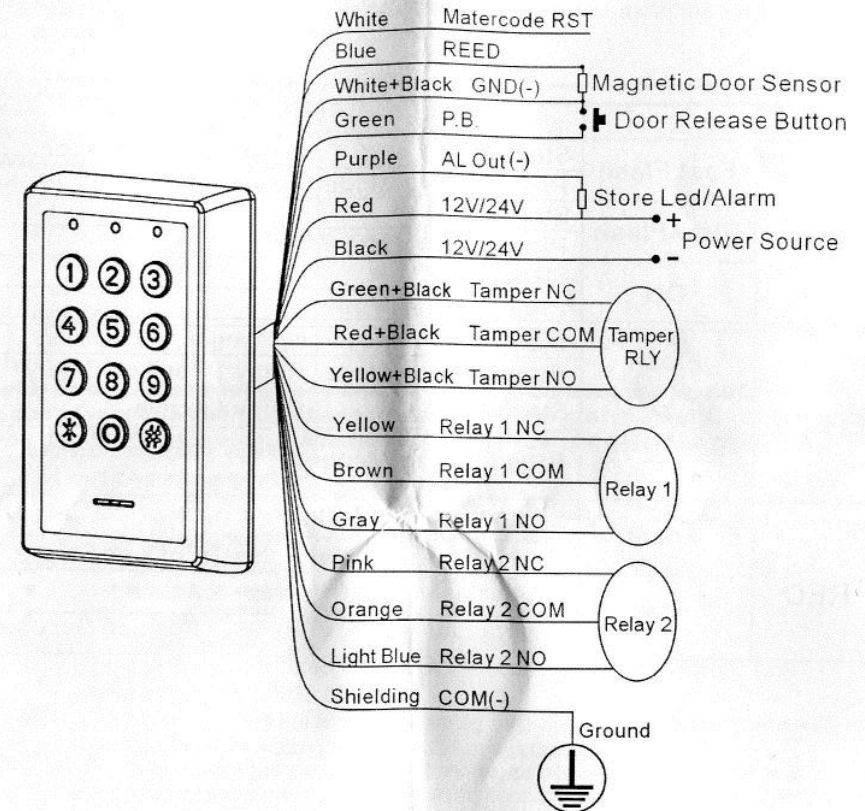 White Matercode RST
Blue REED
White+Black GND(-)
Magnetic Door Sensor
Green P.B.
Door Release Button
Purple AL Out(-)
Store Led/Alarm
Red 12V/24V
+
Power Source
Black 12V/24V
-
Green+Black Tamper NC
Red+Black Tamper COM
Tamper
RLY
Yellow+Black Tamper NO
Yellow Relay 1 NC
Brown Relay 1 COM
Relay 1
Gray Relay 1 NO
Pink Relay 2 NC
Orange Relay 2 COM
Relay 2
Light Blue Relay 2 NO
Shielding COM(-)
Ground
1 2 3
4 5 6
7 8 9
* 0 #